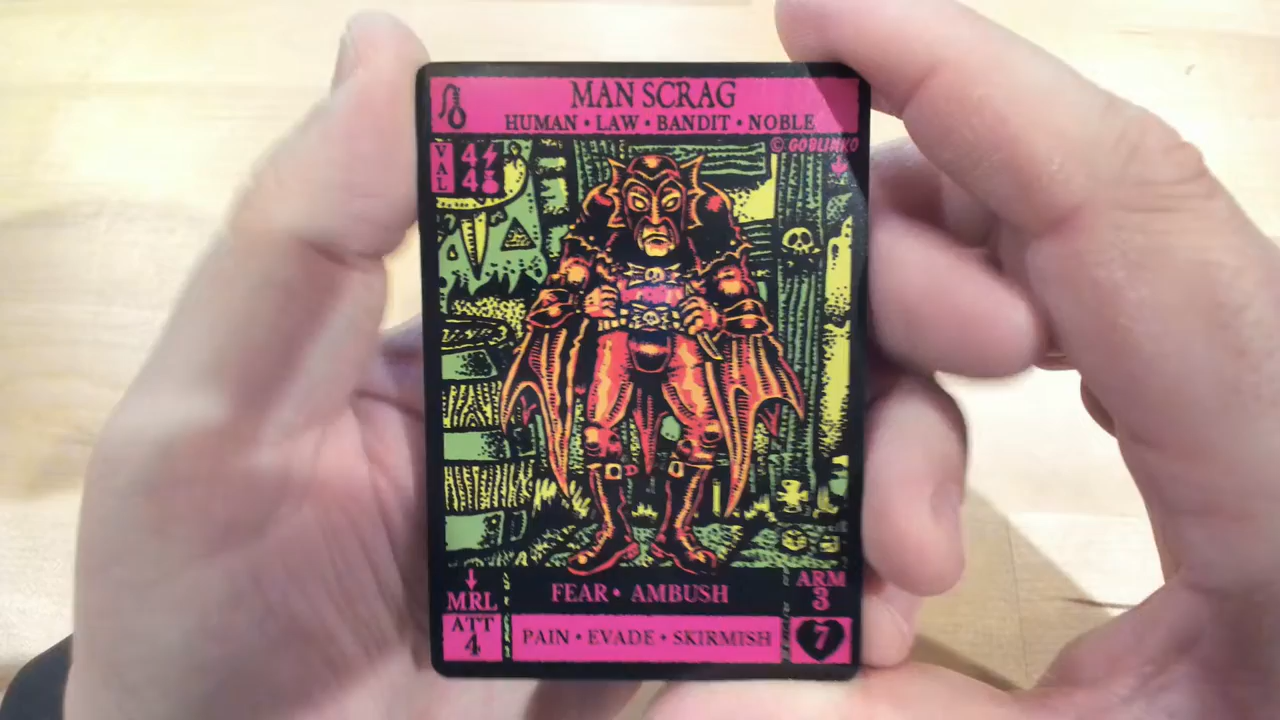 MAN SCRAG
HUMAN • LAW • BANDIT • NOBLE
© GOBLINKO
VAL 4
4
FEAR • AMBUSH
MRL
ARM
3
ATT
4
PAIN • EVADE • SKIRMISH
7